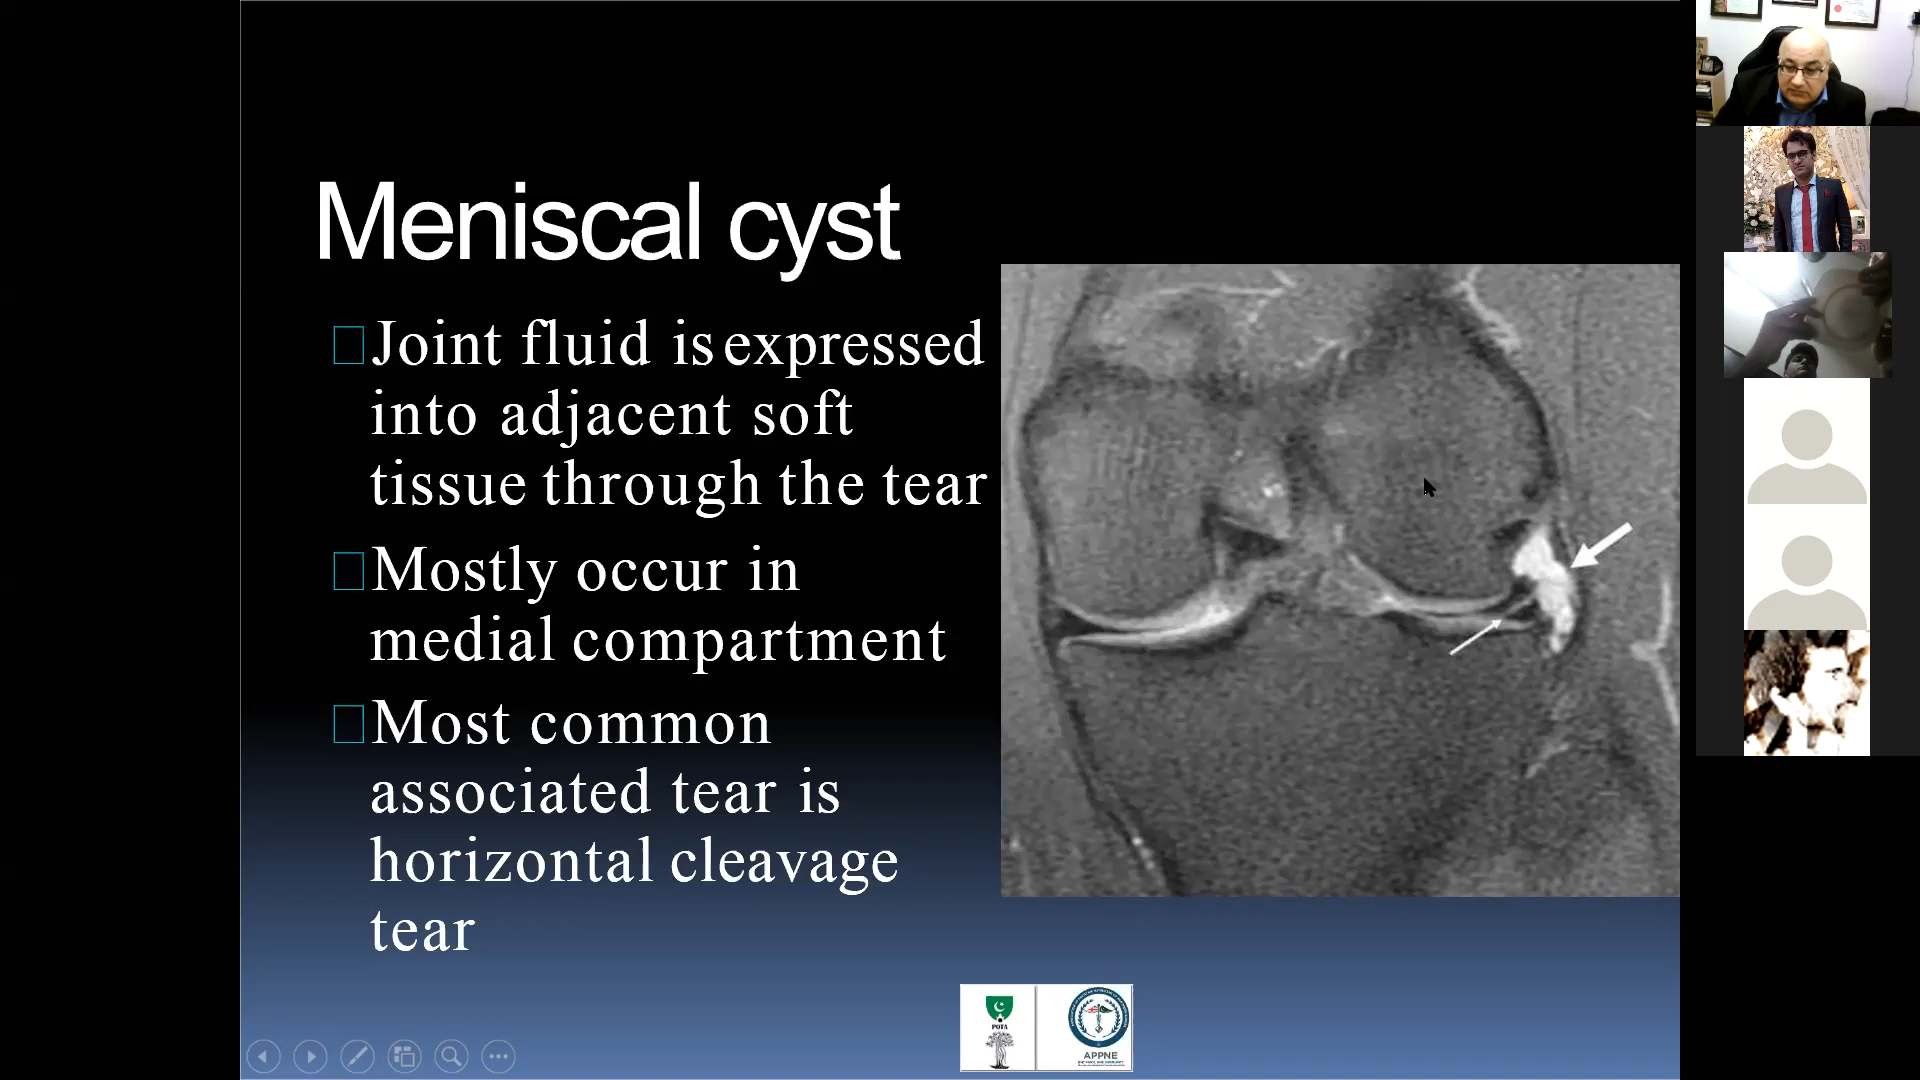 Meniscal cyst
Joint fluid is expressed
into adjacent soft
tissue through the tear
Mostly occur in
medial compartment
Most common
associated tear is
horizontal cleavage
tear
POTA
APPNE